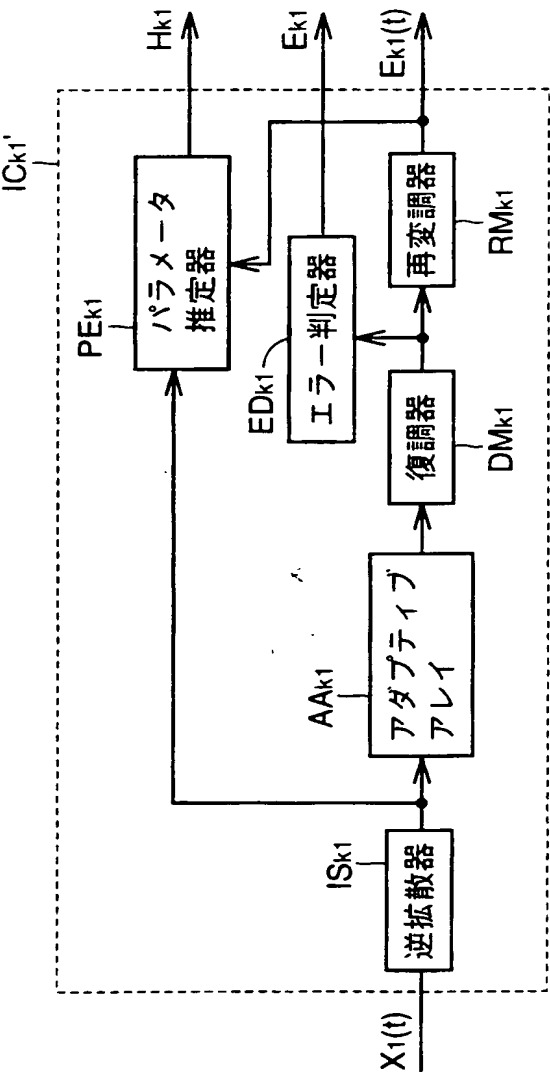 ICk1'
Hk1
Ek1
Ek1(t)
PEk1
パラメータ
推定器
EDk1
エラー判定器
再変調器
RMk1
復調器
DMk1
AAk1
アダプティブ
アレイ
ISk1
逆拡散器
X1(t)